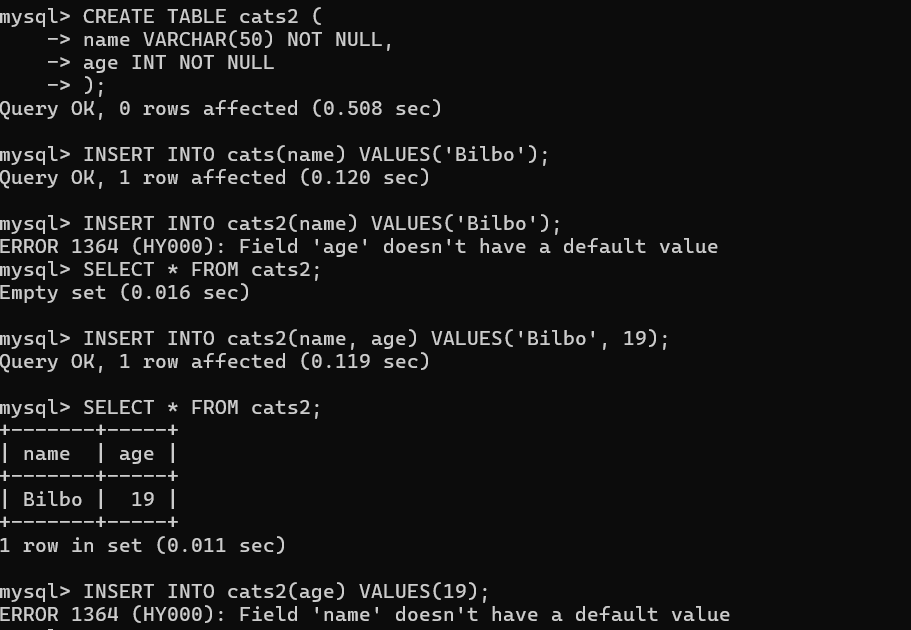 mysql> CREATE TABLE cats2 (
    -> name VARCHAR(50) NOT NULL,
    -> age INT NOT NULL
    -> );
Query OK, 0 rows affected (0.508 sec)

mysql> INSERT INTO cats(name) VALUES('Bilbo');
Query OK, 1 row affected (0.120 sec)

mysql> INSERT INTO cats2(name) VALUES('Bilbo');
ERROR 1364 (HY000): Field 'age' doesn't have a default value
mysql> SELECT * FROM cats2;
Empty set (0.016 sec)

mysql> INSERT INTO cats2(name, age) VALUES('Bilbo', 19);
Query OK, 1 row affected (0.119 sec)

mysql> SELECT * FROM cats2;
+-------+-----+
| name  | age |
+-------+-----+
| Bilbo |  19 |
+-------+-----+
1 row in set (0.011 sec)

mysql> INSERT INTO cats2(age) VALUES(19);
ERROR 1364 (HY000): Field 'name' doesn't have a default value